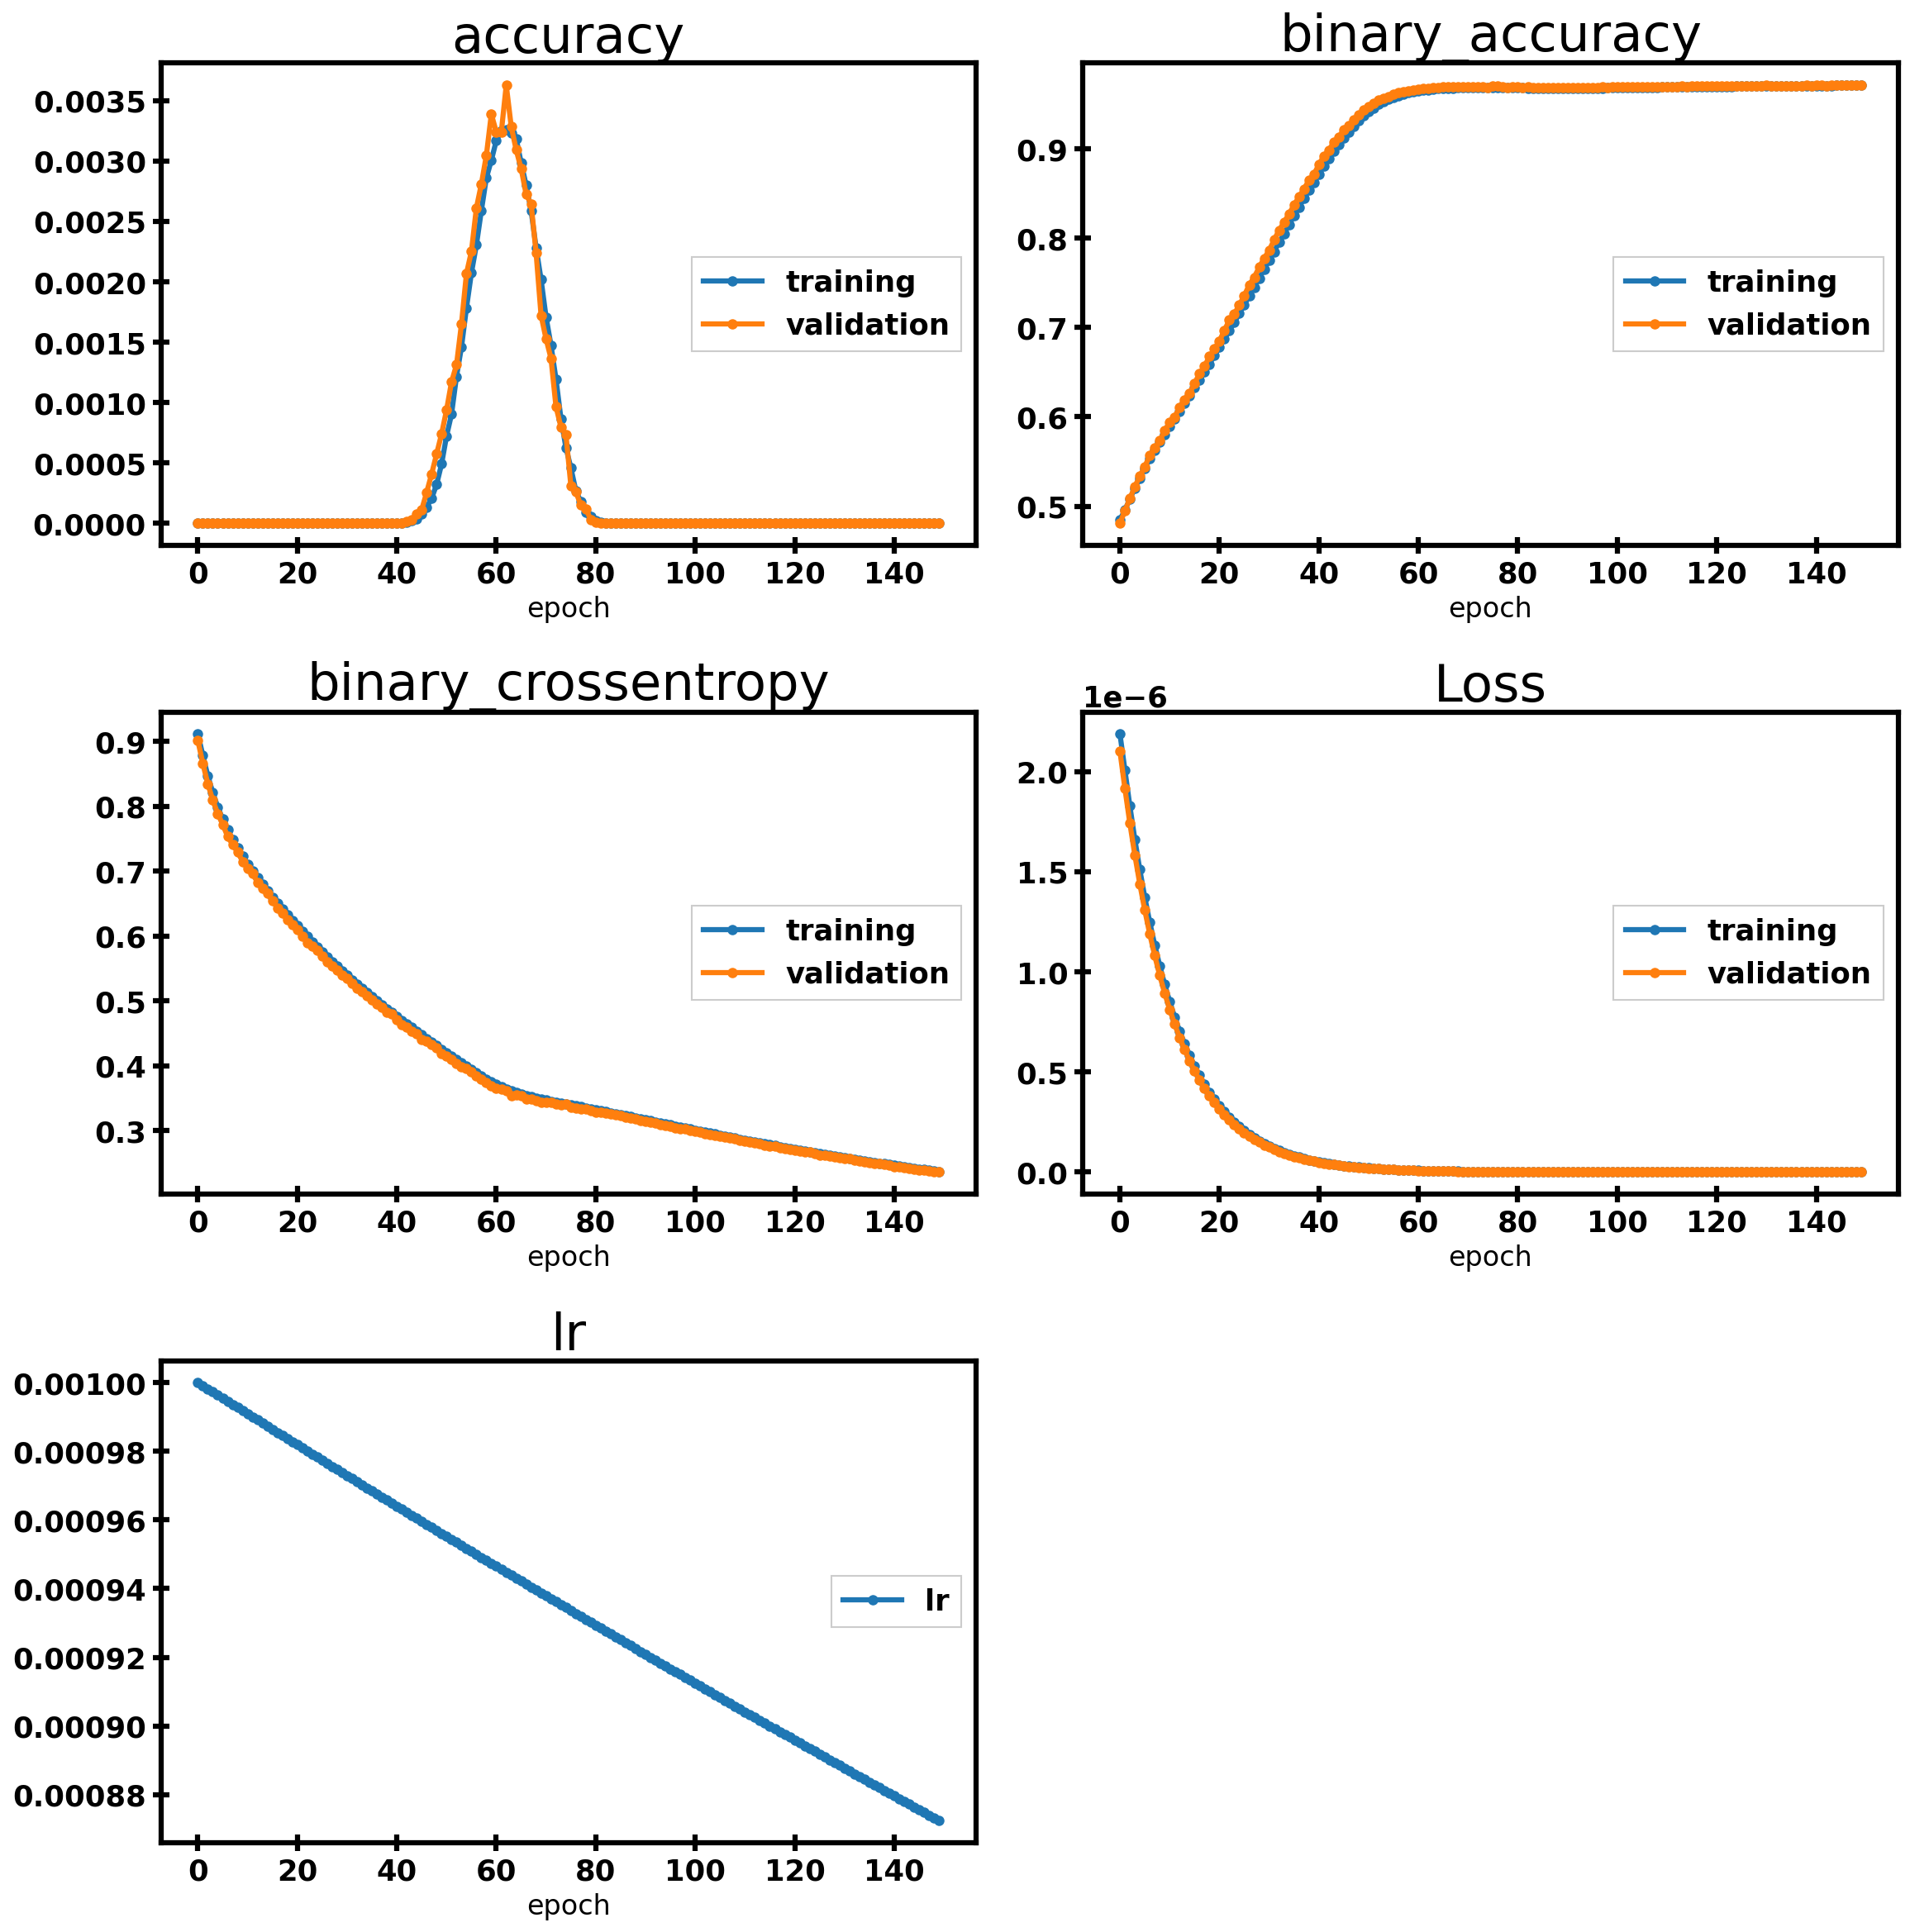 accuracy
0.0035
0.0030
0.0025
0.0020
0.0015
0.0010
0.0005
0.0000
training
validation
0 20 40 60 80 100 120 140
epoch
binary_accuracy
0.9
0.8
0.7
0.6
0.5
training
validation
0 20 40 60 80 100 120 140
epoch
binary_crossentropy
0.9
0.8
0.7
0.6
0.5
0.4
0.3
training
validation
0 20 40 60 80 100 120 140
epoch
Loss
1e−6
2.0
1.5
1.0
0.5
0.0
training
validation
0 20 40 60 80 100 120 140
epoch
lr
0.00100
0.00098
0.00096
0.00094
0.00092
0.00090
0.00088
lr
0 20 40 60 80 100 120 140
epoch